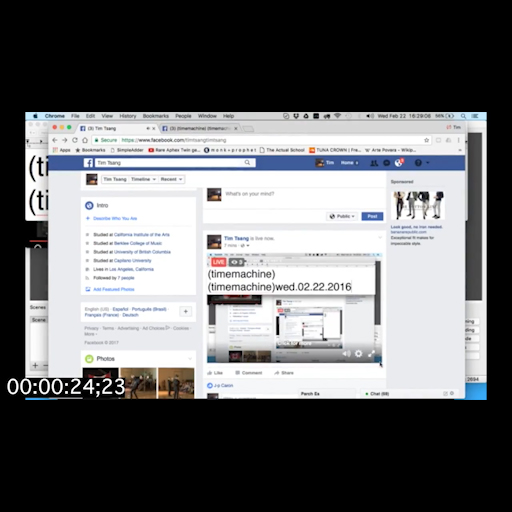 Chrome File Edit View History Bookmarks People Window Help Wed Feb 22 16:28:08
(3) Tim Tsang
(3) (timemachine) (timemac
Tim
Secure https://www.facebook.com/timtsangtimtsang
Apps Bookmarks SimplyBook.me Rare Aphex Twin m o n k • p r o p h e t The Actual School TUNA CROWN | Free Arte Povera - Wikip
Tim Tsang
Tim Home
Tim Tsang Timeline Recent
What's on your mind?
Public Post
Intro
Describe Who You Are
Studied at California Institute of the Arts
Studied at Berklee College of Music
Studied at University of British Columbia
Studied at Capilano University
Lives in Los Angeles, California
Followed by 7 people
Add Featured Photos
English (US) · Español · Português (Brasil) ·
Français (France) · Deutsch
Privacy · Terms · Advertising · Ad Choices · Cookies ·
More
Facebook © 2017
Photos
Tim Tsang is live now.
7 mins
LIVE 3
(timemachine)
(timemachine)wed.02.22.2016
Like Comment Share
Chat (68)
Sponsored
Look good, no iron needed.
bananarepublic.com
Exceptional fit makes for
impeccable style.
(ti
(t
Scenes
Scene
2694
00:00:24;23